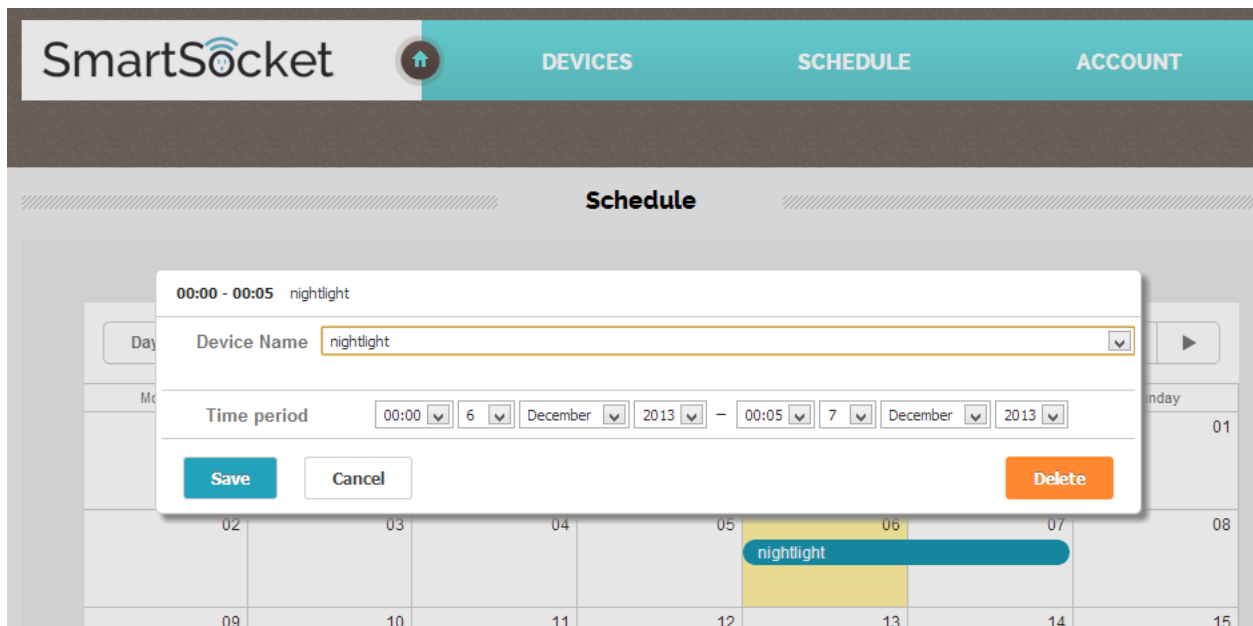 SmartSocket
DEVICES SCHEDULE ACCOUNT
Schedule
00:00 - 00:05 nightlight
Day
Device Name nightlight
Mo
nday
Time period 00:00 6 December 2013 – 00:05 7 December 2013
01
Save Cancel Delete
02 03 04 05 06 07 08
nightlight
09 10 11 12 13 14 15